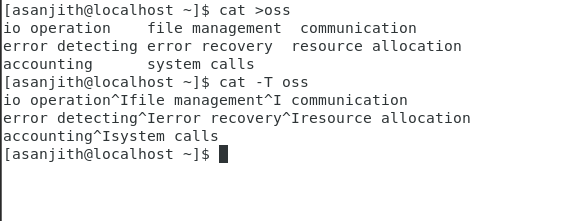 [asanjith@localhost ~]$ cat >oss
io operation    file management  communication
error detecting error recovery  resource allocation
accounting      system calls
[asanjith@localhost ~]$ cat -T oss
io operation^Ifile management^I communication
error detecting^Ierror recovery^Iresource allocation
accounting^Isystem calls
[asanjith@localhost ~]$